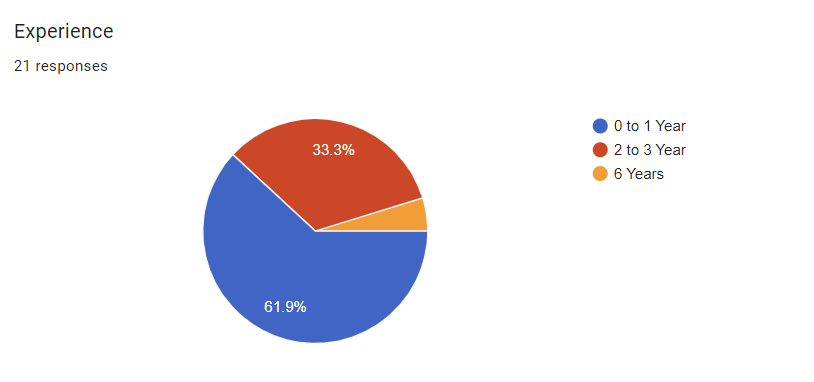 Experience
21 responses
33.3%
61.9%
0 to 1 Year
2 to 3 Year
6 Years